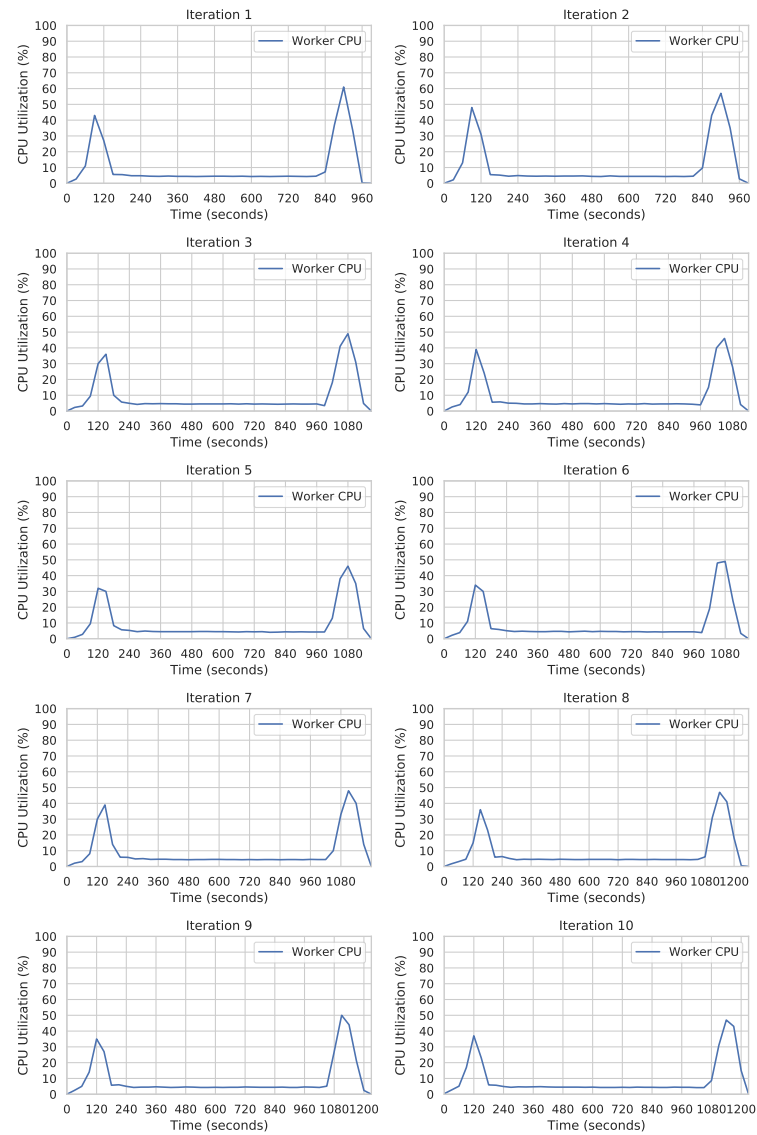 Iteration 1
Worker CPU
CPU Utilization (%)
100
90
80
70
60
50
40
30
20
10
0
0 120 240 360 480 600 720 840 960
Time (seconds)
Iteration 2
Worker CPU
CPU Utilization (%)
100
90
80
70
60
50
40
30
20
10
0
0 120 240 360 480 600 720 840 960
Time (seconds)
Iteration 3
Worker CPU
CPU Utilization (%)
100
90
80
70
60
50
40
30
20
10
0
0 120 240 360 480 600 720 840 960 1080
Time (seconds)
Iteration 4
Worker CPU
CPU Utilization (%)
100
90
80
70
60
50
40
30
20
10
0
0 120 240 360 480 600 720 840 960 1080
Time (seconds)
Iteration 5
Worker CPU
CPU Utilization (%)
100
90
80
70
60
50
40
30
20
10
0
0 120 240 360 480 600 720 840 960 1080
Time (seconds)
Iteration 6
Worker CPU
CPU Utilization (%)
100
90
80
70
60
50
40
30
20
10
0
0 120 240 360 480 600 720 840 960 1080
Time (seconds)
Iteration 7
Worker CPU
CPU Utilization (%)
100
90
80
70
60
50
40
30
20
10
0
0 120 240 360 480 600 720 840 960 1080
Time (seconds)
Iteration 8
Worker CPU
CPU Utilization (%)
100
90
80
70
60
50
40
30
20
10
0
0 120 240 360 480 600 720 840 960 1080 1200
Time (seconds)
Iteration 9
Worker CPU
CPU Utilization (%)
100
90
80
70
60
50
40
30
20
10
0
0 120 240 360 480 600 720 840 960 1080 1200
Time (seconds)
Iteration 10
Worker CPU
CPU Utilization (%)
100
90
80
70
60
50
40
30
20
10
0
0 120 240 360 480 600 720 840 960 1080 1200
Time (seconds)